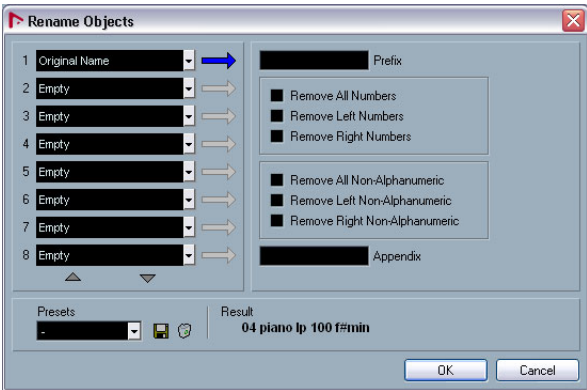 Rename Objects
1 Original Name
2 Empty
3 Empty
4 Empty
5 Empty
6 Empty
7 Empty
8 Empty
Prefix
Remove All Numbers
Remove Left Numbers
Remove Right Numbers
Remove All Non-Alphanumeric
Remove Left Non-Alphanumeric
Remove Right Non-Alphanumeric
Appendix
Presets
-
Result
04 piano lp 100 f#min
OK
Cancel